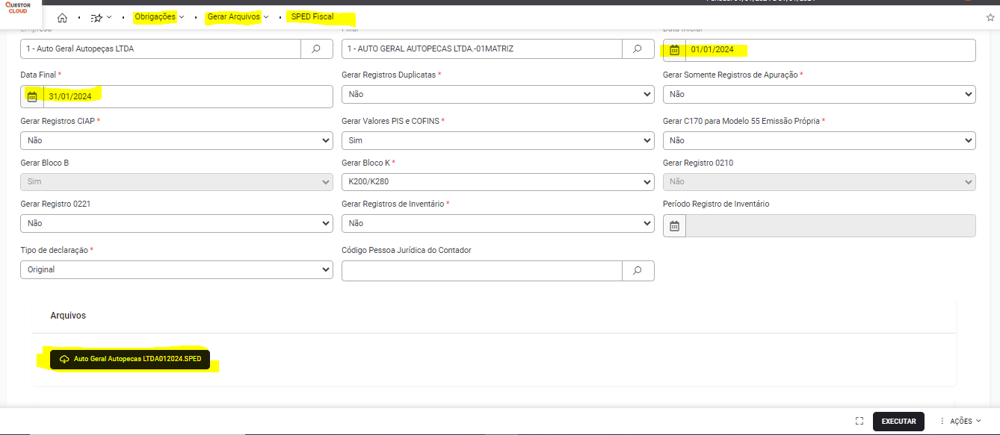 QUESTOR
CLOUD
Obrigações
Gerar Arquivos
SPED Fiscal
Empresa
Filial
Data Inicial
1 - Auto Geral Autopeças LTDA
1 - AUTO GERAL AUTOPECAS LTDA.-01MATRIZ
01/01/2024
Data Final *
Gerar Registros Duplicatas *
Gerar Somente Registros de Apuração *
31/01/2024
Não
Não
Gerar Registros CIAP *
Gerar Valores PIS e COFINS *
Gerar C170 para Modelo 55 Emissão Própria *
Não
Sim
Não
Gerar Bloco B
Gerar Bloco K *
Gerar Registro 0210
Sim
K200/K280
Não
Gerar Registro 0221
Gerar Registros de Inventário *
Período Registro de Inventário
Não
Não
Tipo de declaração *
Código Pessoa Jurídica do Contador
Original
Arquivos
Auto Geral Autopecas LTDA012024.SPED
EXECUTAR
AÇÕES